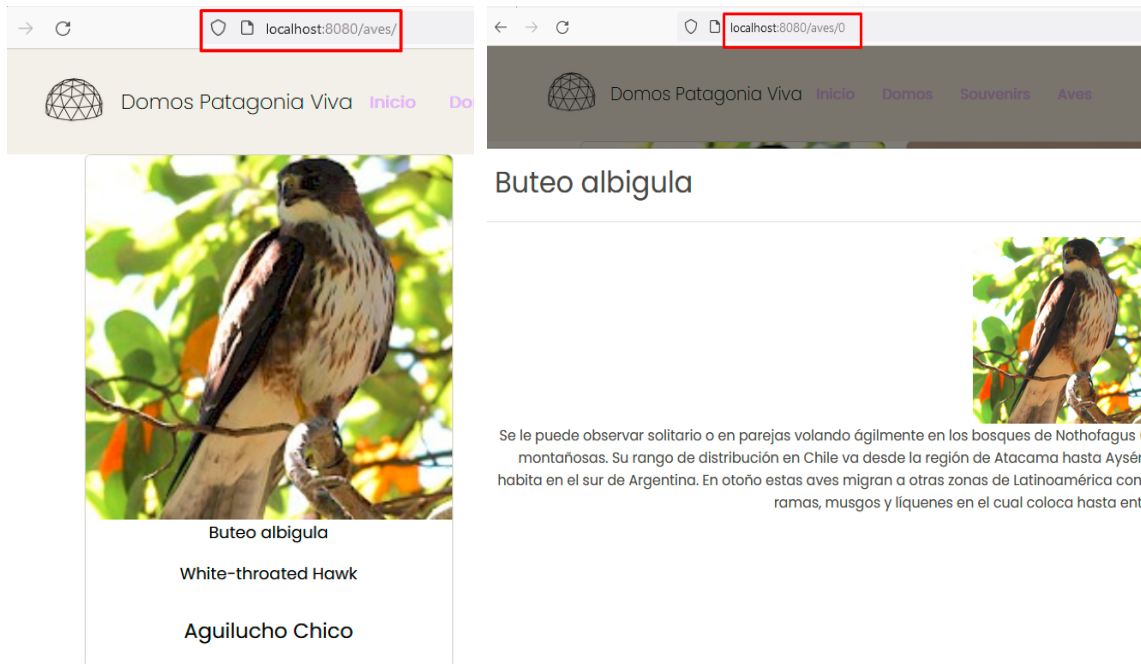 localhost:8080/aves/
Domos Patagonia Viva Inicio Do
Buteo albigula
White-throated Hawk
Aguilucho Chico
localhost:8080/aves/0
Domos Patagonia Viva Inicio Domos Souvenirs Aves
Buteo albigula
Se le puede observar solitario o en parejas volando ágilmente en los bosques de Nothofagus
montañosas. Su rango de distribución en Chile va desde la región de Atacama hasta Aysén
habita en el sur de Argentina. En otoño estas aves migran a otras zonas de Latinoamérica com
ramas, musgos y líquenes en el cual coloca hasta ent